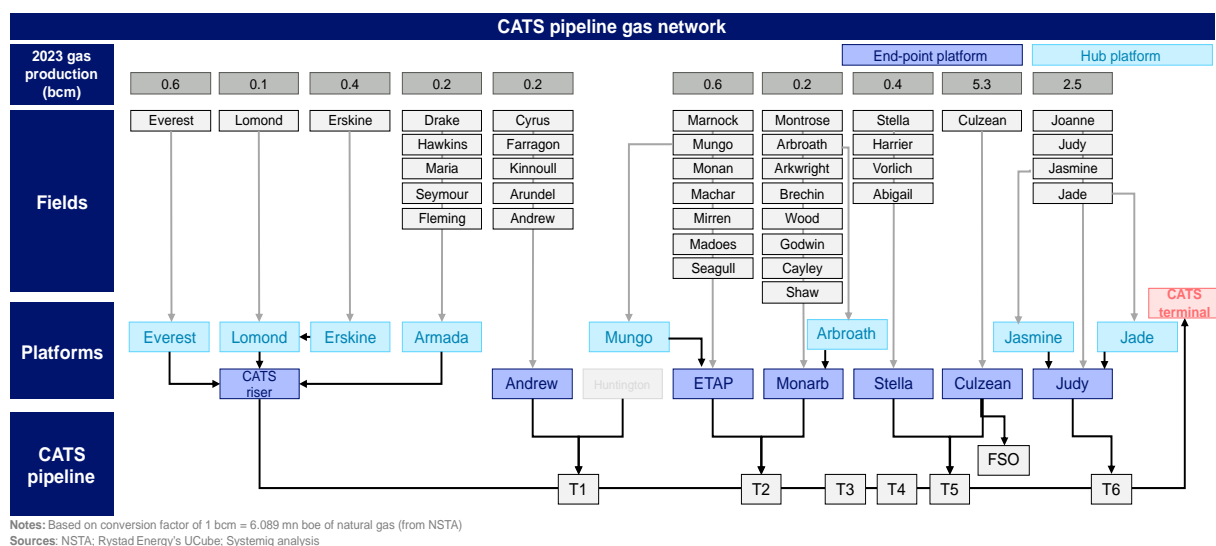 CATS pipeline gas network
2023 gas
production
(bcm)
End-point platform
Hub platform
0.6
0.1
0.4
0.2
0.2
0.6
0.2
0.4
5.3
2.5
Fields
Everest
Lomond
Erskine
Drake
Hawkins
Maria
Seymour
Fleming
Cyrus
Farragon
Kinnoull
Arundel
Andrew
Marnock
Mungo
Monan
Machar
Mirren
Madoes
Seagull
Montrose
Arbroath
Arkwright
Brechin
Wood
Godwin
Cayley
Shaw
Stella
Harrier
Vorlich
Abigail
Culzean
Joanne
Judy
Jasmine
Jade
CATS
terminal
Platforms
Everest
Lomond
Erskine
Armada
Mungo
Arbroath
Jasmine
Jade
CATS
riser
Andrew
Huntington
ETAP
Monarb
Stella
Culzean
Judy
CATS
pipeline
FSO
T1
T2
T3
T4
T5
T6
Notes: Based on conversion factor of 1 bcm = 6.089 mn boe of natural gas (from NSTA)
Sources: NSTA; Rystad Energy's UCube; Systemiq analysis